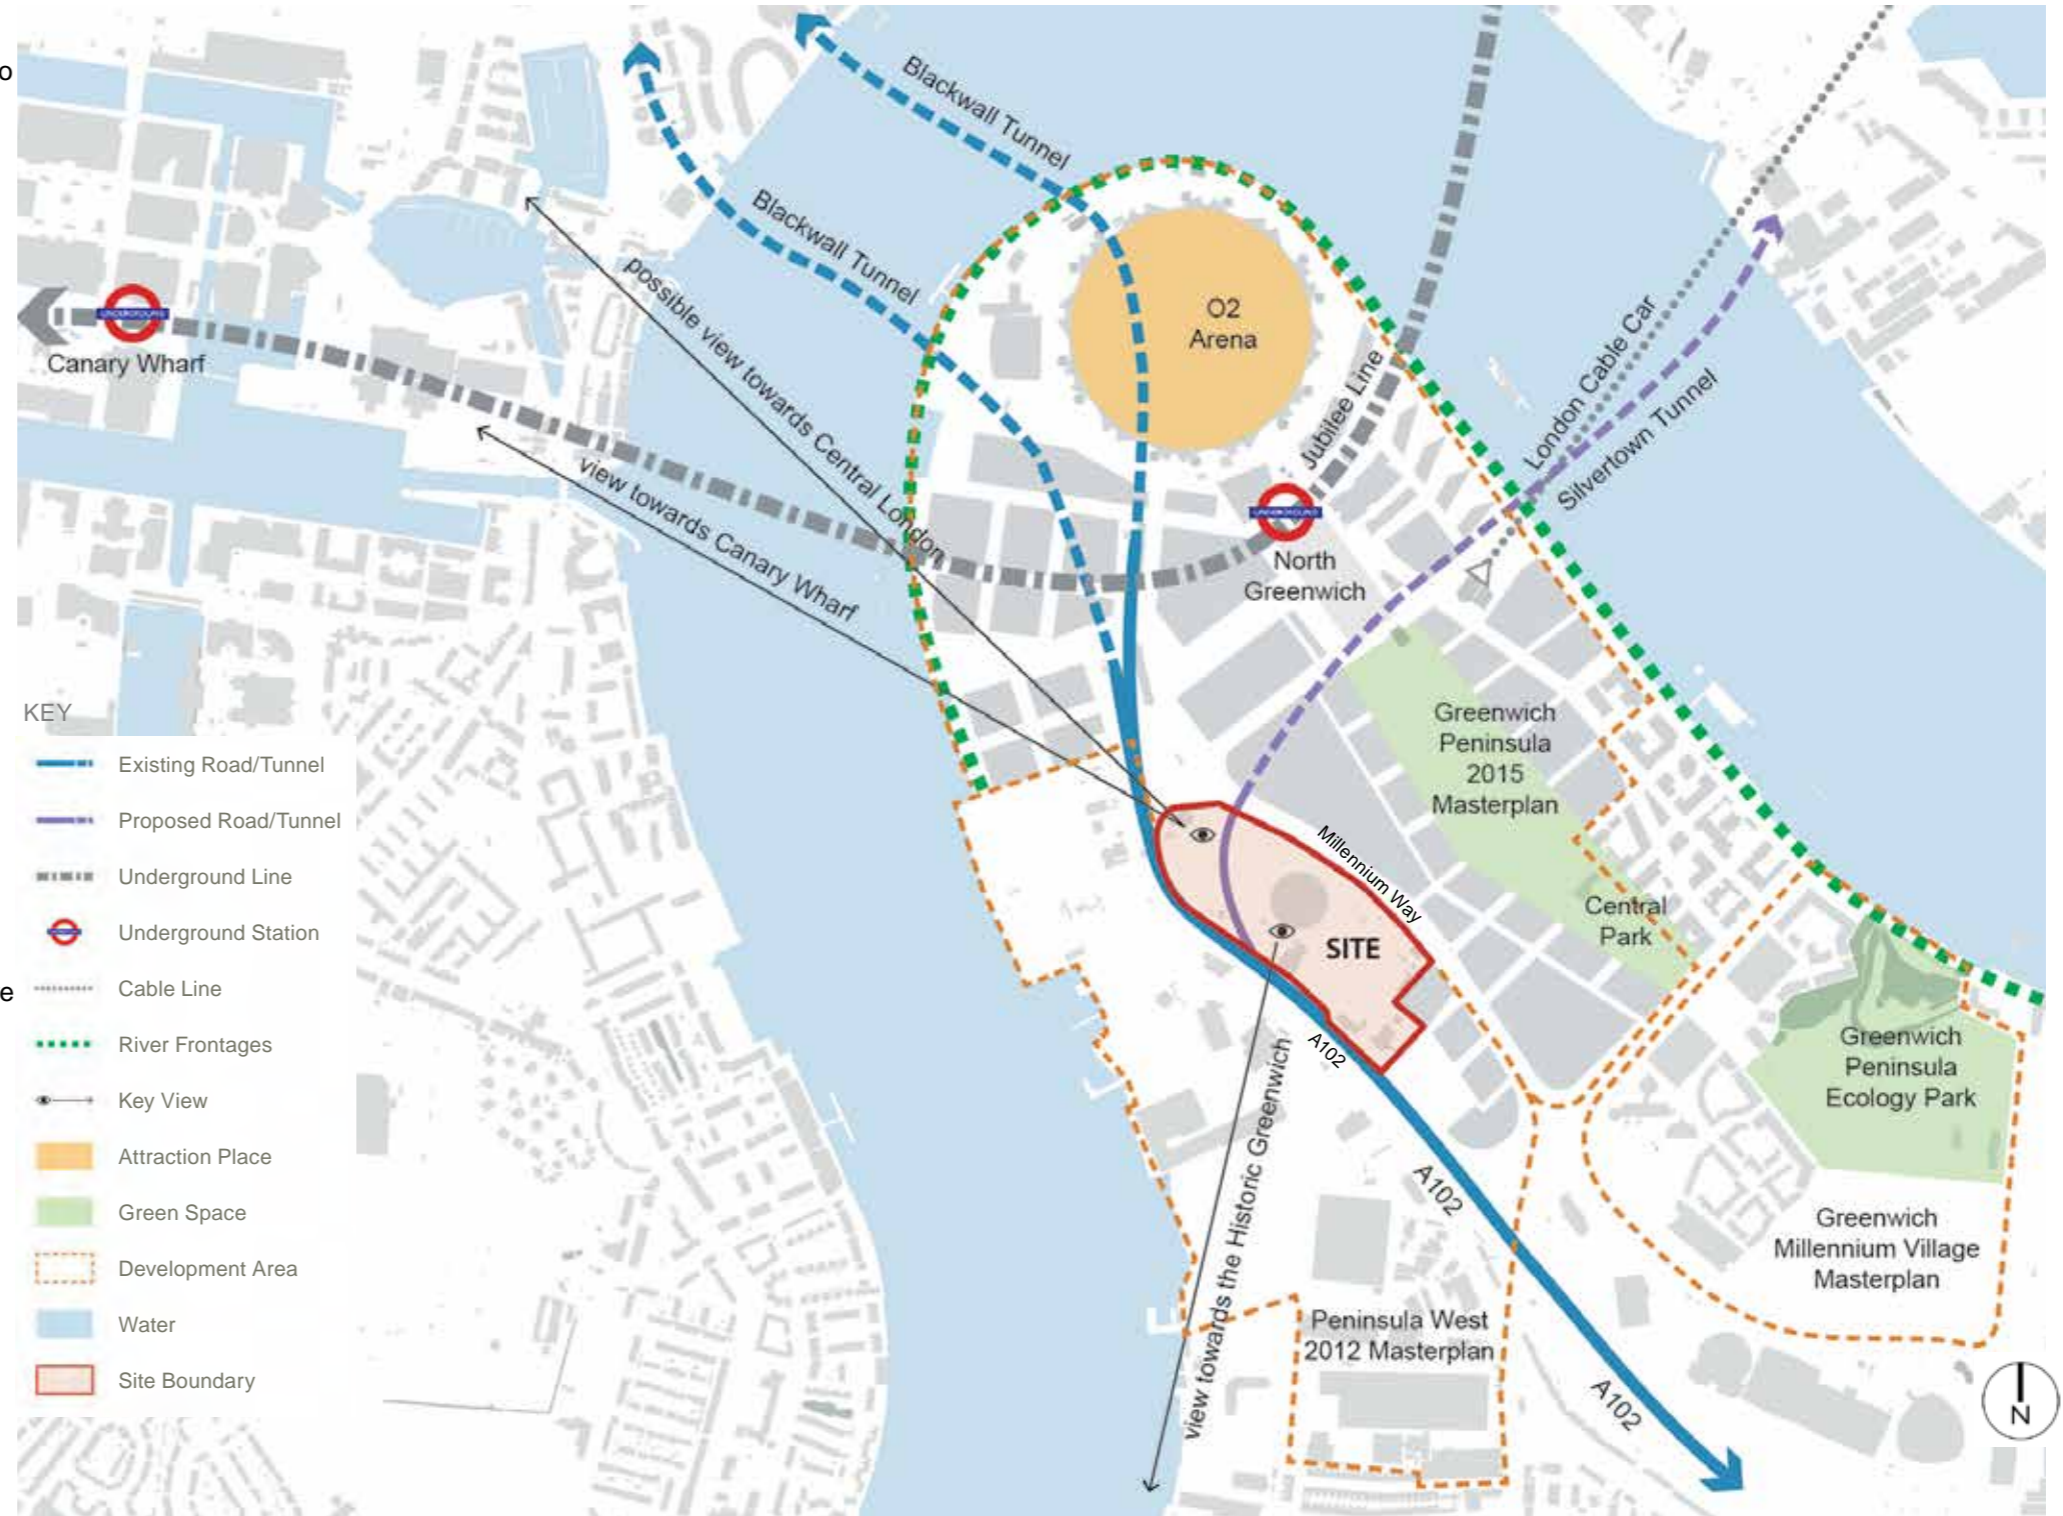 o
e
Blackwall Tunnel
Blackwall Tunnel
possible view towards Central London
view towards Canary Wharf
UNDERGROUND
Canary Wharf
O2
Arena
Jubilee Line
London Cable Car
Silvertown Tunnel
UNDERGROUND
North
Greenwich
Greenwich
Peninsula
2015
Masterplan
Millennium Way
Central
Park
SITE
A102
view towards the Historic Greenwich
A102
A102
Greenwich
Peninsula
Ecology Park
Greenwich
Millennium Village
Masterplan
Peninsula West
2012 Masterplan
N
KEY
Existing Road/Tunnel
Proposed Road/Tunnel
Underground Line
Underground Station
Cable Line
River Frontages
Key View
Attraction Place
Green Space
Development Area
Water
Site Boundary